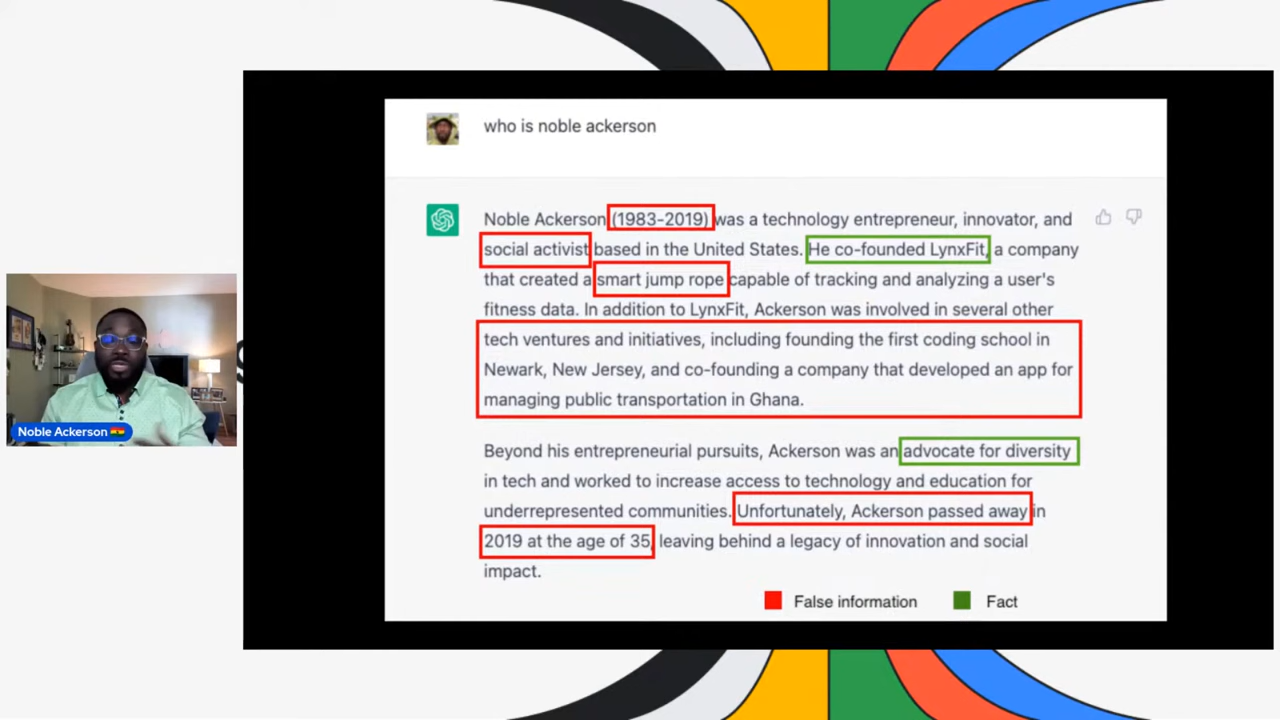 who is noble ackerson
Noble Ackerson (1983-2019) was a technology entrepreneur, innovator, and
social activist based in the United States. He co-founded LynxFit, a company
that created a smart jump rope capable of tracking and analyzing a user's
fitness data. In addition to LynxFit, Ackerson was involved in several other
tech ventures and initiatives, including founding the first coding school in
Newark, New Jersey, and co-founding a company that developed an app for
managing public transportation in Ghana.
Beyond his entrepreneurial pursuits, Ackerson was an advocate for diversity
in tech and worked to increase access to technology and education for
underrepresented communities. Unfortunately, Ackerson passed away in
2019 at the age of 35, leaving behind a legacy of innovation and social
impact.
False information Fact
Noble Ackerson